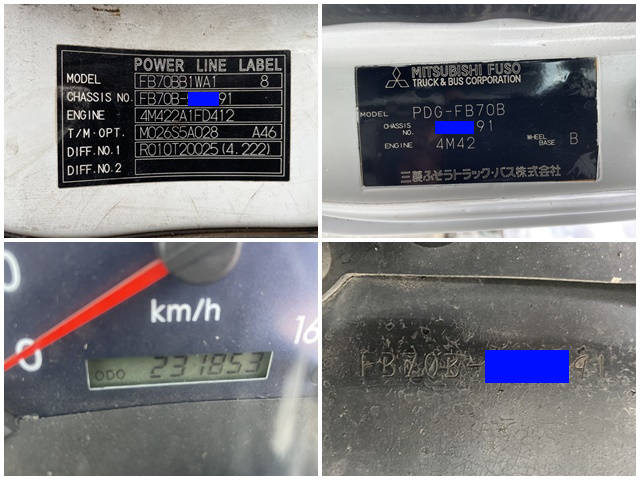 POWER LINE LABEL
MODEL FB70BB1WA1 8
CHASSIS NO. FB70B- 91
ENGINE 4M422A1FD412
T/M·OPT. M026S5A028 A46
DIFF.NO.1 R010T20025(4.222)
DIFF.NO.2
MITSUBISHI FUSO
TRUCK & BUS CORPORATION
MODEL PDG-FB70B
CHASSIS NO. 91
ENGINE 4M42 WHEEL BASE B
三菱ふそうトラック・バス株式会社
km/h
16
ODO 231853
FB70B- 91